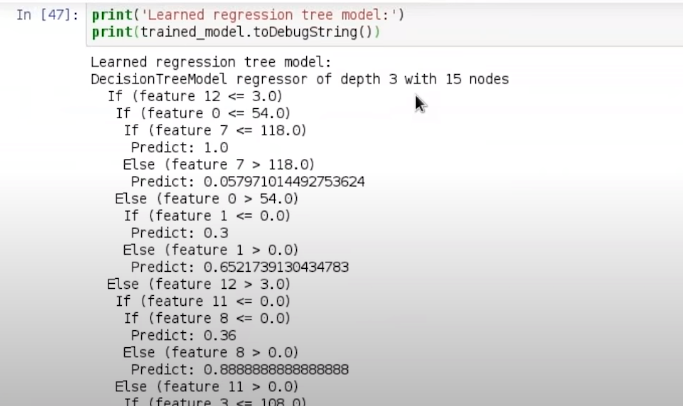 In [47]: print('Learned regression tree model:')
print(trained_model.toDebugString())
Learned regression tree model:
DecisionTreeModel regressor of depth 3 with 15 nodes
If (feature 12 <= 3.0)
If (feature 0 <= 54.0)
If (feature 7 <= 118.0)
Predict: 1.0
Else (feature 7 > 118.0)
Predict: 0.057971014492753624
Else (feature 0 > 54.0)
If (feature 1 <= 0.0)
Predict: 0.3
Else (feature 1 > 0.0)
Predict: 0.6521739130434783
Else (feature 12 > 3.0)
If (feature 11 <= 0.0)
If (feature 8 <= 0.0)
Predict: 0.36
Else (feature 8 > 0.0)
Predict: 0.8888888888888888
Else (feature 11 > 0.0)
If (feature 3 <= 108.0)